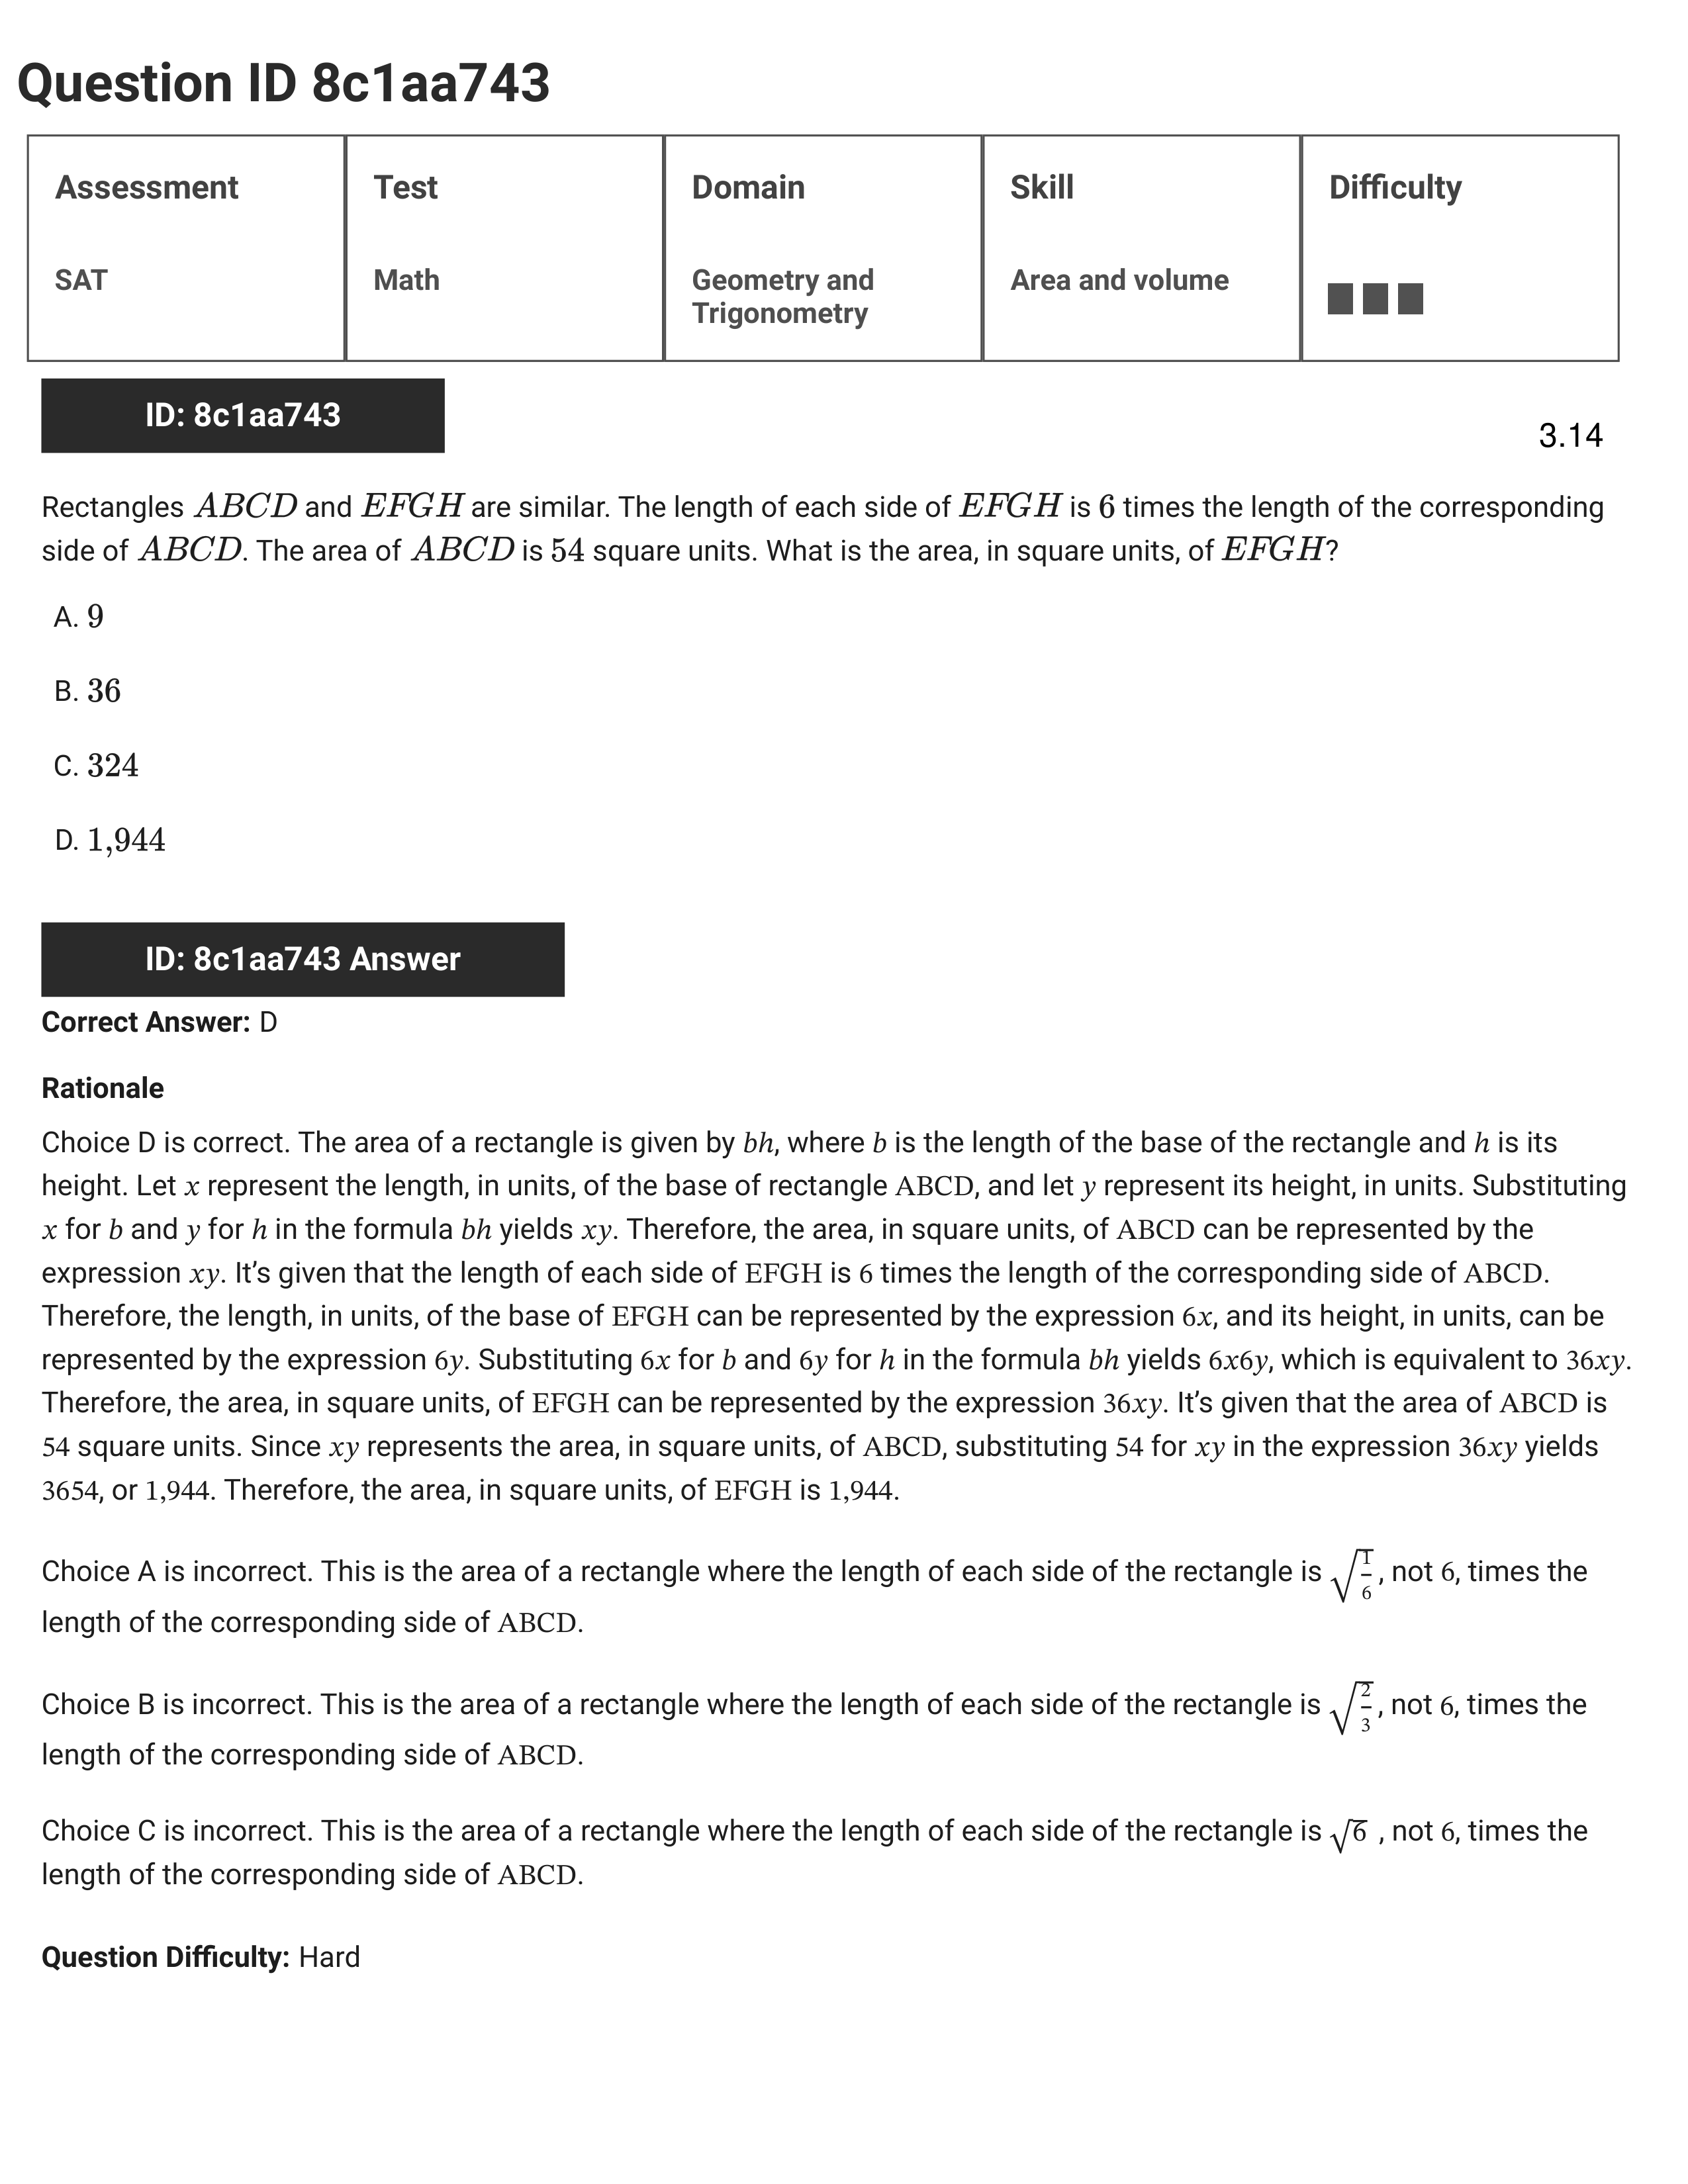 Question ID 8c1aa743
Assessment
Test
Domain
Skill
Difficulty
SAT
Math
Geometry and
Trigonometry
Area and volume
ID: 8c1aa743
3.14
Rectangles ABCD and EFGH are similar. The length of each side of EFGH is 6 times the length of the corresponding
side of ABCD. The area of ABCD is 54 square units. What is the area, in square units, of EFGH?
A. 9
B. 36
C. 324
D. 1,944
ID: 8c1aa743 Answer
Correct Answer: D
Rationale
Choice D is correct. The area of a rectangle is given by bh, where b is the length of the base of the rectangle and h is its
height. Let x represent the length, in units, of the base of rectangle ABCD, and let y represent its height, in units. Substituting
x for b and y for h in the formula bh yields xy. Therefore, the area, in square units, of ABCD can be represented by the
expression xy. It’s given that the length of each side of EFGH is 6 times the length of the corresponding side of ABCD.
Therefore, the length, in units, of the base of EFGH can be represented by the expression 6x, and its height, in units, can be
represented by the expression 6y. Substituting 6x for b and 6y for h in the formula bh yields 6x6y, which is equivalent to 36xy.
Therefore, the area, in square units, of EFGH can be represented by the expression 36xy. It’s given that the area of ABCD is
54 square units. Since xy represents the area, in square units, of ABCD, substituting 54 for xy in the expression 36xy yields
3654, or 1,944. Therefore, the area, in square units, of EFGH is 1,944.
Choice A is incorrect. This is the area of a rectangle where the length of each side of the rectangle is √(1/6), not 6, times the
length of the corresponding side of ABCD.
Choice B is incorrect. This is the area of a rectangle where the length of each side of the rectangle is √(2/3), not 6, times the
length of the corresponding side of ABCD.
Choice C is incorrect. This is the area of a rectangle where the length of each side of the rectangle is √6 , not 6, times the
length of the corresponding side of ABCD.
Question Difficulty: Hard